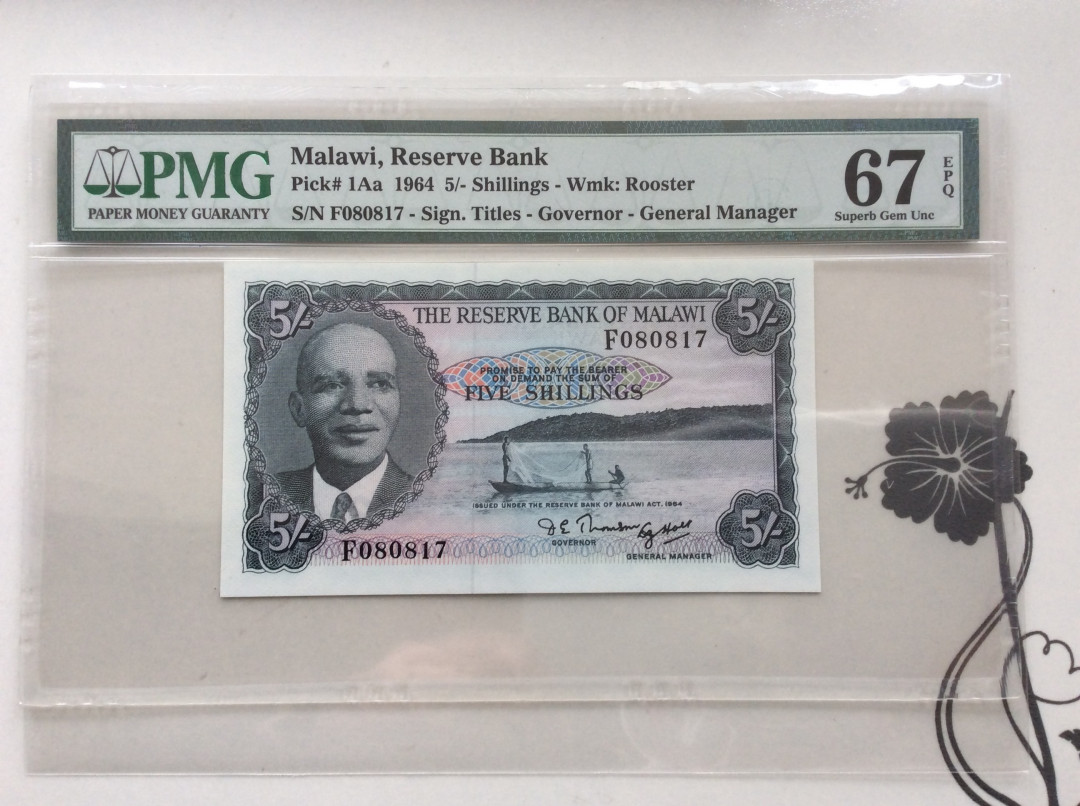 PMG
PAPER MONEY GUARANTY
Malawi, Reserve Bank
Pick# 1Aa 1964 5/- Shillings - Wmk: Rooster
S/N F080817 - Sign. Titles - Governor - General Manager
67
EPQ
Superb Gem Unc
5/-
5/-
THE RESERVE BANK OF MALAWI
F080817
PROMISE TO PAY THE BEARER
ON DEMAND THE SUM OF
FIVE SHILLINGS
ISSUED UNDER THE RESERVE BANK OF MALAWI ACT. 1964
GOVERNOR
GENERAL MANAGER
5/-
F080817
5/-